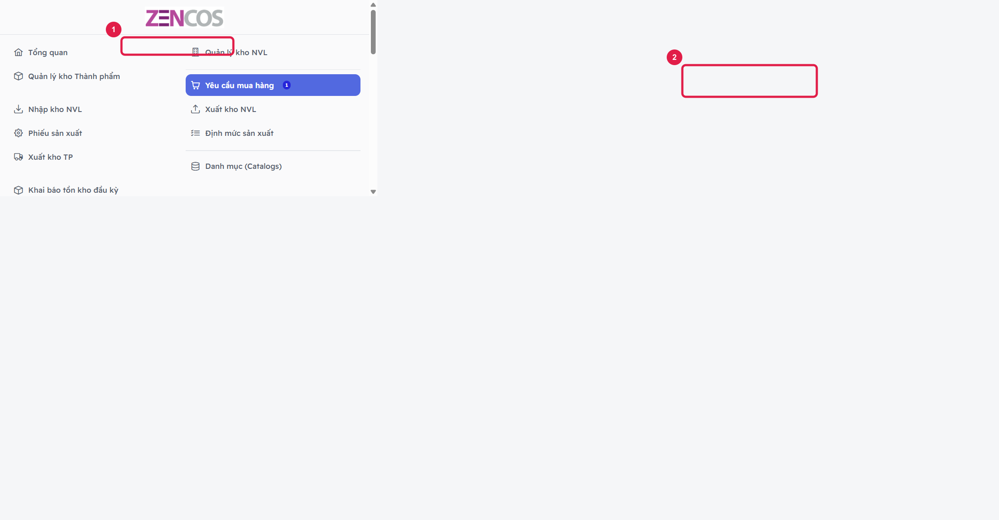 ZENCOS
1
Tổng quan
Quản lý kho NVL
2
Quản lý kho Thành phẩm
Yêu cầu mua hàng 1
Nhập kho NVL
Xuất kho NVL
Phiếu sản xuất
Định mức sản xuất
Xuất kho TP
Danh mục (Catalogs)
Khai báo tồn kho đầu kỳ